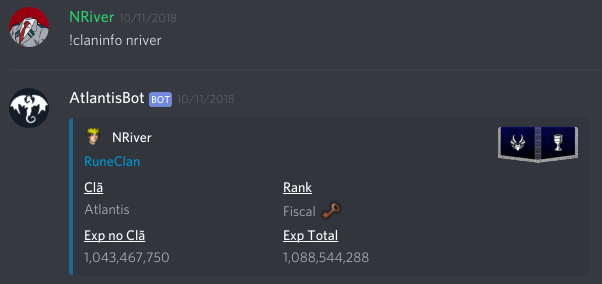 NRiver 10/11/2018
!claninfo nriver
AtlantisBot BOT 10/11/2018
NRiver
RuneClan
Clã Rank
Atlantis Fiscal
Exp no Clã Exp Total
1,043,467,750 1,088,544,288